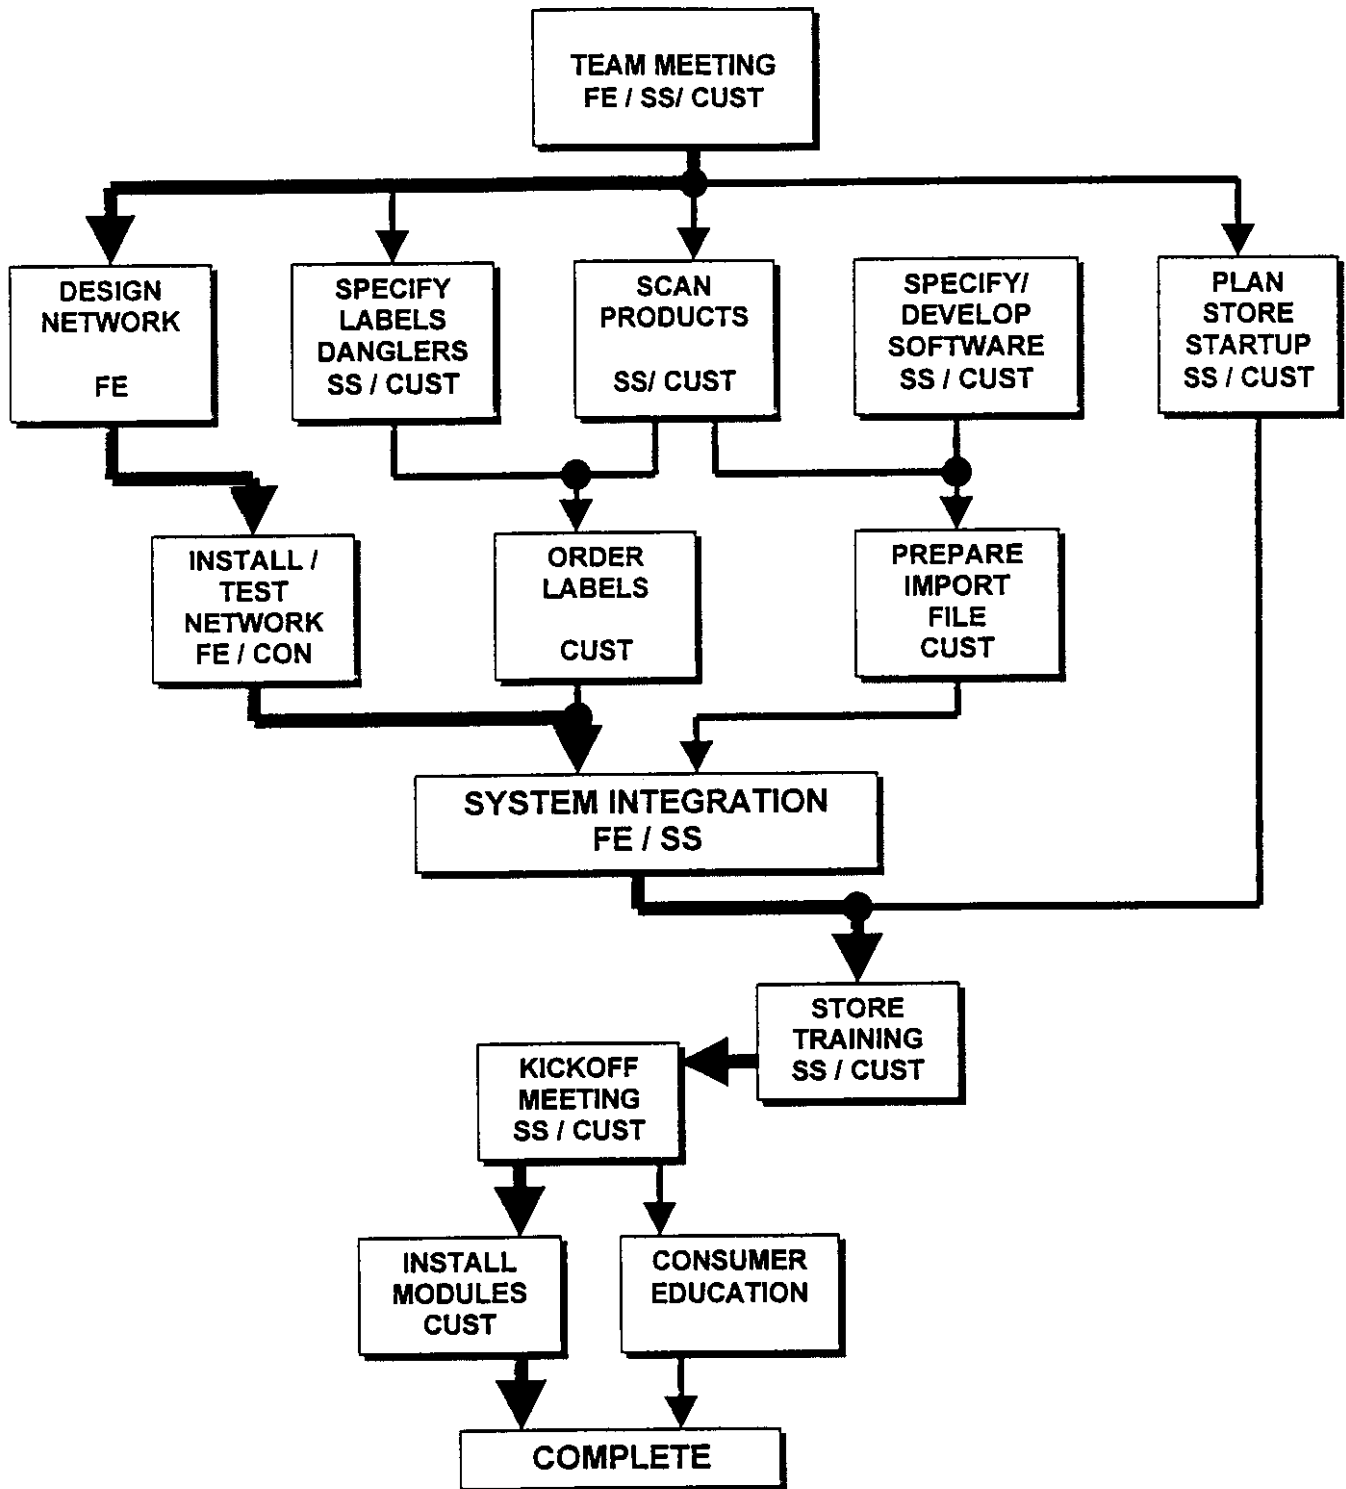 TEAM MEETING
FE / SS/ CUST
DESIGN
NETWORK
FE
SPECIFY
LABELS
DANGLERS
SS / CUST
SCAN
PRODUCTS
SS/ CUST
SPECIFY/
DEVELOP
SOFTWARE
SS / CUST
PLAN
STORE
STARTUP
SS / CUST
INSTALL /
TEST
NETWORK
FE / CON
ORDER
LABELS
CUST
PREPARE
IMPORT
FILE
CUST
SYSTEM INTEGRATION
FE / SS
STORE
TRAINING
SS / CUST
KICKOFF
MEETING
SS / CUST
INSTALL
MODULES
CUST
CONSUMER
EDUCATION
COMPLETE